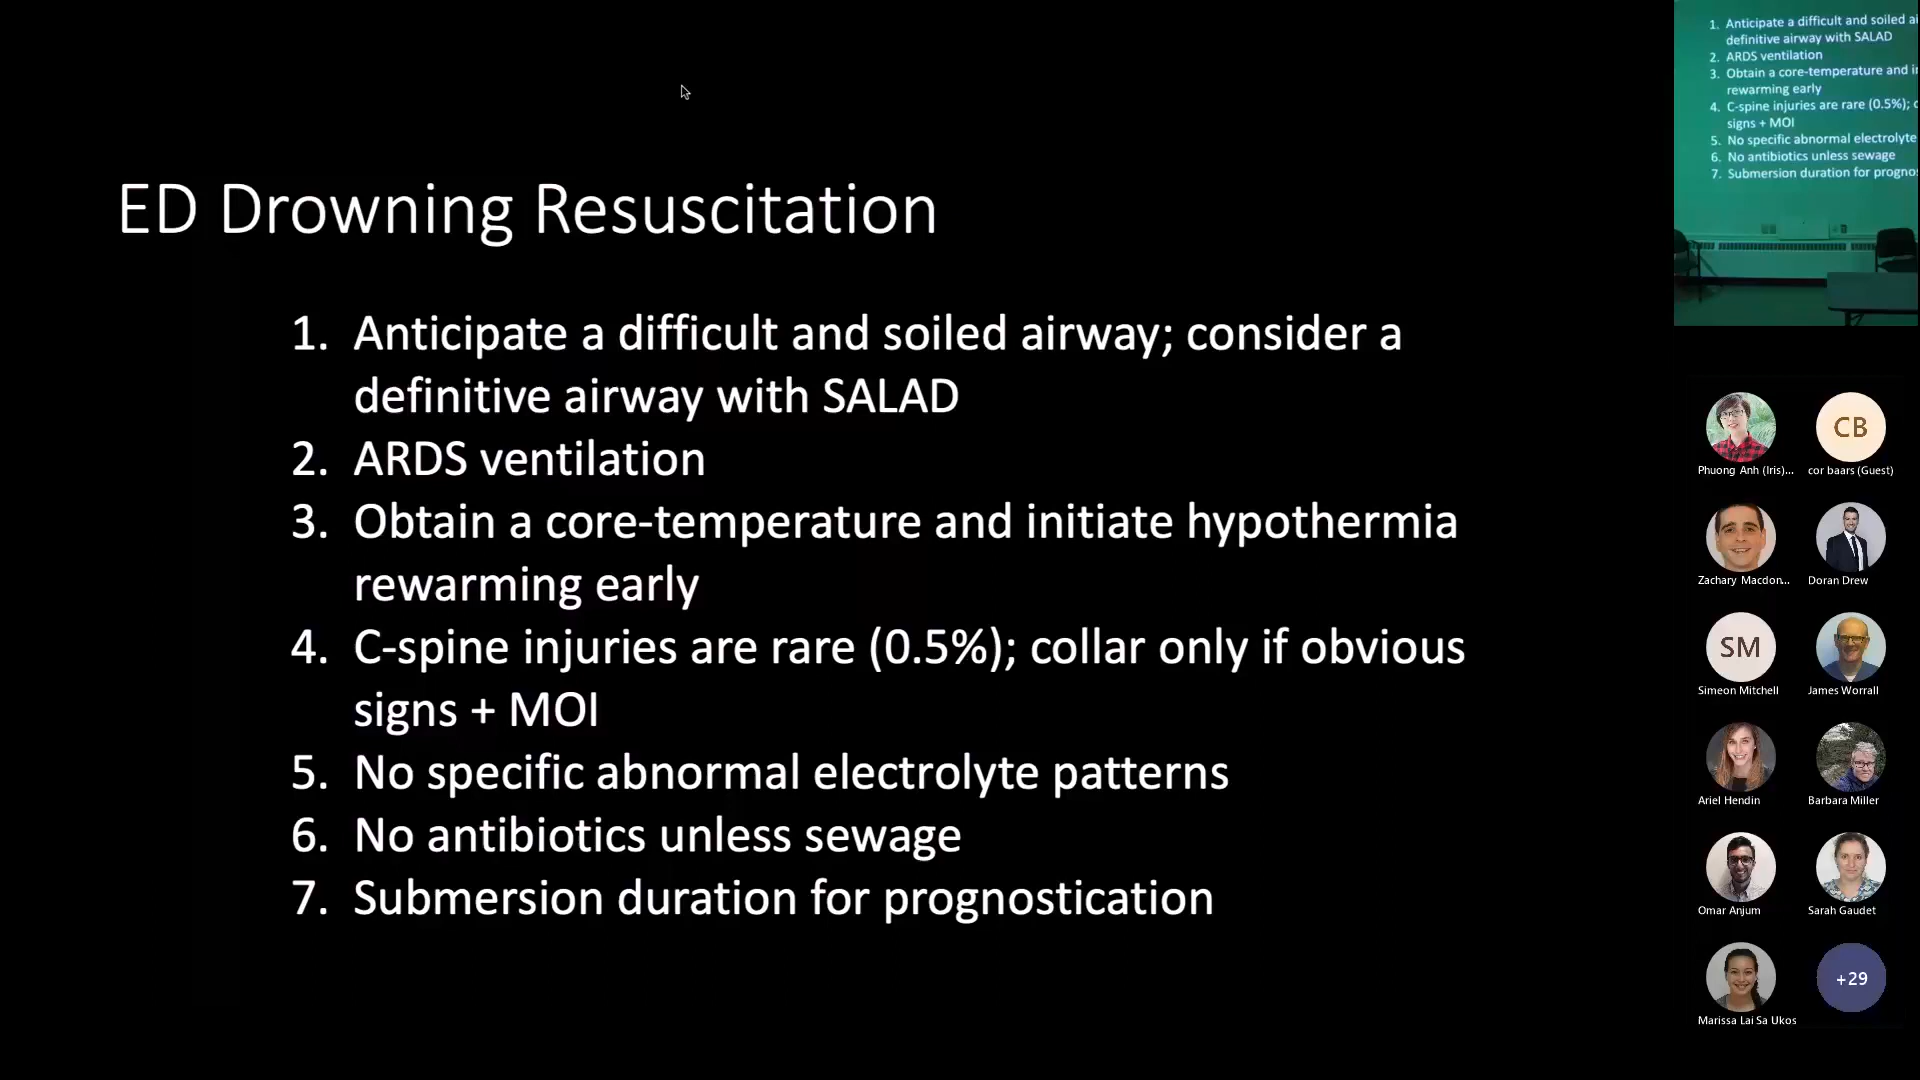 ED Drowning Resuscitation
1. Anticipate a difficult and soiled airway; consider a
definitive airway with SALAD
2. ARDS ventilation
3. Obtain a core-temperature and initiate hypothermia
rewarming early
4. C-spine injuries are rare (0.5%); collar only if obvious
signs + MOI
5. No specific abnormal electrolyte patterns
6. No antibiotics unless sewage
7. Submersion duration for prognostication
1. Anticipate a difficult and soiled ai
definitive airway with SALAD
2. ARDS ventilation
3. Obtain a core-temperature and in
rewarming early
4. C-spine injuries are rare (0.5%); c
signs + MOI
5. No specific abnormal electrolyte
6. No antibiotics unless sewage
7. Submersion duration for progno
CB
Phuong Anh (Iris)... cor baars (Guest)
Zachary Macdon... Doran Drew
SM
Simeon Mitchell James Worrall
Ariel Hendin Barbara Miller
Omar Anjum Sarah Gaudet
+29
Marissa Lai Sa Ukos